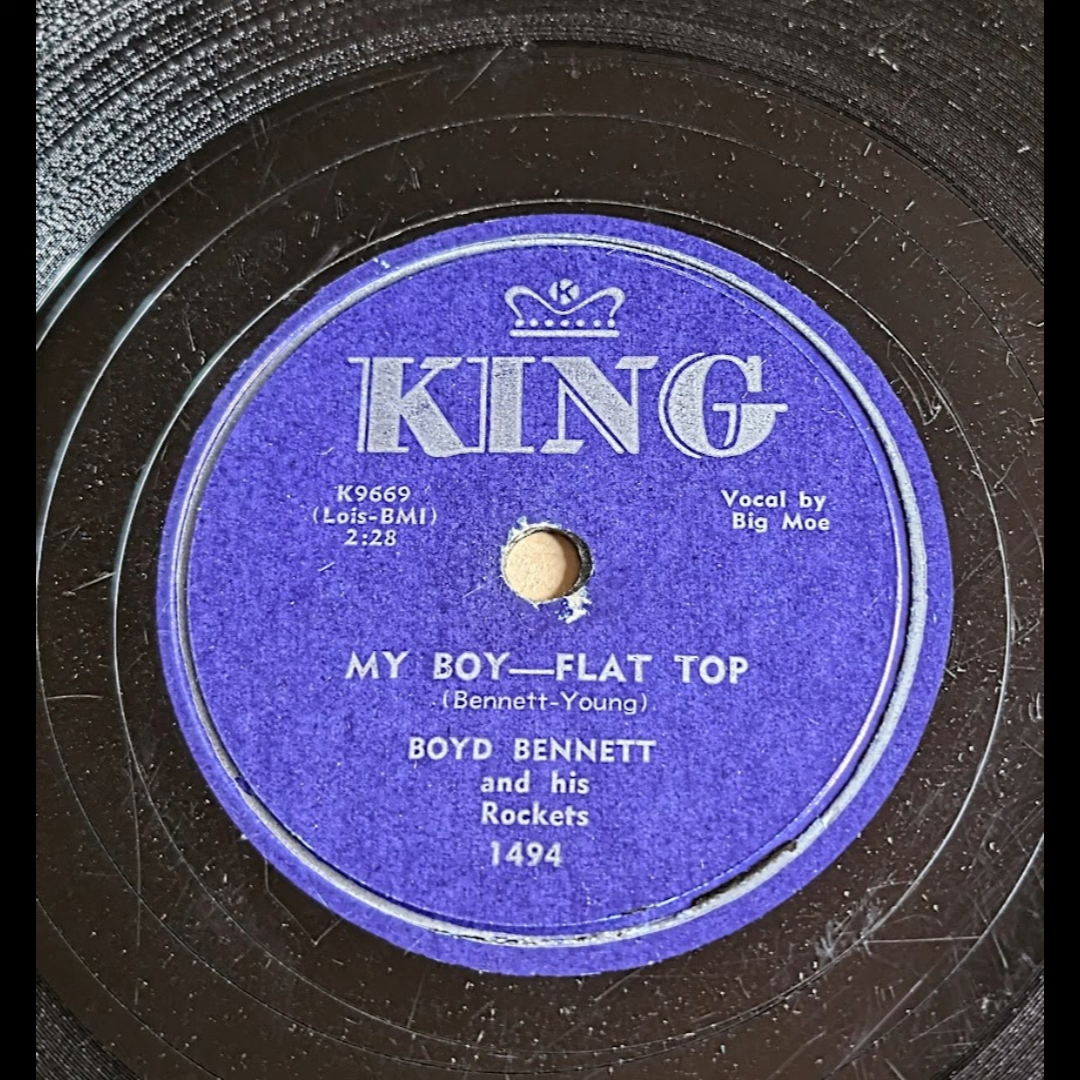 K
KING
K9669
(Lois-BMI)
2:28
Vocal by
Big Moe
MY BOY—FLAT TOP
(Bennett-Young)
BOYD BENNETT
and his
Rockets
1494